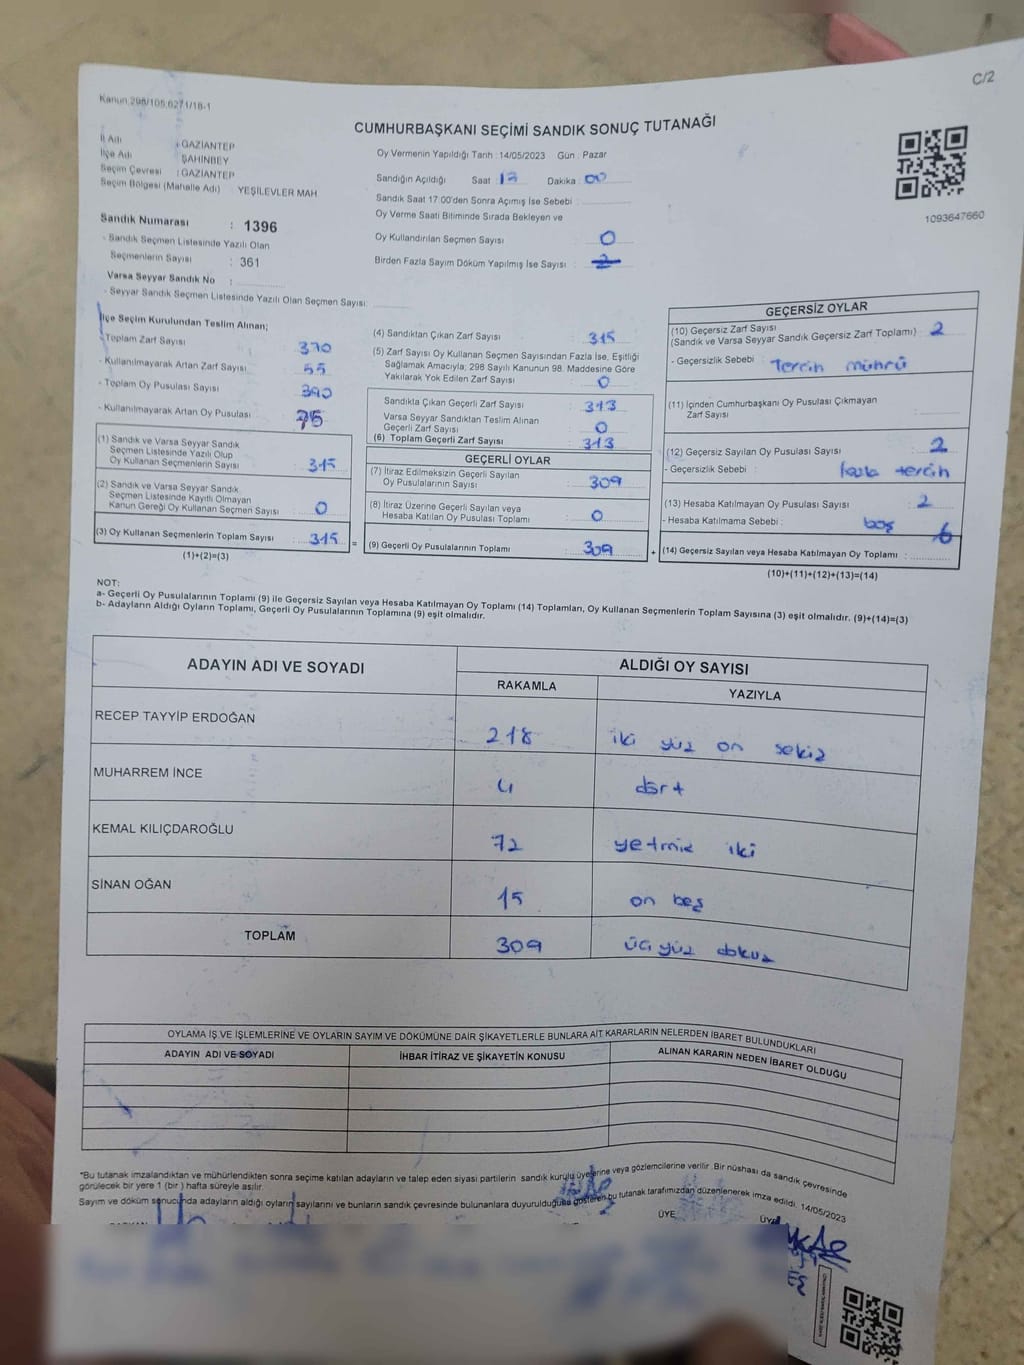 C/2
Kanun 298/105.6271/18-1
CUMHURBAŞKANI SEÇİMİ SANDIK SONUÇ TUTANAĞI
İl Adı : GAZİANTEP
İlçe Adı ŞAHİNBEY
Seçim Çevresi : GAZİANTEP
Seçim Bölgesi (Mahalle Adı) YEŞİLEVLER MAH
Sandık Numarası : 1396
- Sandık Seçmen Listesinde Yazılı Olan
Seçmenlerin Sayısı : 361
Varsa Seyyar Sandık No :
- Seyyar Sandık Seçmen Listesinde Yazılı Olan Seçmen Sayısı:
Oy Vermenin Yapıldığı Tarih : 14/05/2023 Gün : Pazar
Sandığın Açıldığı Saat : Dakika : 00
Sandık Saat 17:00'den Sonra Açımış İse Sebebi :
Oy Verme Saati Bitiminde Sırada Bekleyen ve
Oy Kullandırılan Seçmen Sayısı : 0
Birden Fazla Sayım Döküm Yapılmış İse Sayısı : 2
1093647660
İlçe Seçim Kurulundan Teslim Alınan;
- Toplam Zarf Sayısı : 370
- Kullanılmayarak Artan Zarf Sayısı : 55
- Toplam Oy Pusulası Sayısı : 390
- Kullanılmayarak Artan Oy Pusulası : 75
(1) Sandık ve Varsa Seyyar Sandık
Seçmen Listesinde Yazılı Olup
Oy Kullanan Seçmenlerin Sayısı : 315
(2) Sandık ve Varsa Seyyar Sandık
Seçmen Listesinde Kayıtlı Olmayan
Kanun Gereği Oy Kullanan Seçmen Sayısı : 0
(3) Oy Kullanan Seçmenlerin Toplam Sayısı : 315 =
(1)+(2)=(3)
(4) Sandıktan Çıkan Zarf Sayısı : 315
(5) Zarf Sayısı Oy Kullanan Seçmen Sayısından Fazla İse, Eşitliği
Sağlamak Amacıyla, 298 Sayılı Kanunun 98. Maddesine Göre
Yakılarak Yok Edilen Zarf Sayısı : 0
Sandıkta Çıkan Geçerli Zarf Sayısı : 313
Varsa Seyyar Sandıktan Teslim Alınan
Geçerli Zarf Sayısı : 0
(6) Toplam Geçerli Zarf Sayısı : 313
GEÇERLİ OYLAR
(7) İtiraz Edilmeksizin Geçerli Sayılan
Oy Pusulalarının Sayısı : 309
(8) İtiraz Üzerine Geçerli Sayılan veya
Hesaba Katılan Oy Pusulası Toplamı : 0
(9) Geçerli Oy Pusulalarının Toplamı : 309 +
GEÇERSİZ OYLAR
(10) Geçersiz Zarf Sayısı
(Sandık ve Varsa Seyyar Sandık Geçersiz Zarf Toplamı) : 2
- Geçersizlik Sebebi : Tercih mührü
(11) İçinden Cumhurbaşkanı Oy Pusulası Çıkmayan
Zarf Sayısı :
(12) Geçersiz Sayılan Oy Pusulası Sayısı : 2
- Geçersizlik Sebebi : fazla tercih
(13) Hesaba Katılmayan Oy Pusulası Sayısı : 2
- Hesaba Katılmama Sebebi : boş
(14) Geçersiz Sayılan veya Hesaba Katılmayan Oy Toplamı : 6
(10)+(11)+(12)+(13)=(14)
NOT:
a- Geçerli Oy Pusulalarının Toplamı (9) ile Geçersiz Sayılan veya Hesaba Katılmayan Oy Toplamı (14) Toplamları, Oy Kullanan Seçmenlerin Toplam Sayısına (3) eşit olmalıdır. (9)+(14)=(3)
b- Adayların Aldığı Oyların Toplamı, Geçerli Oy Pusulalarının Toplamına (9) eşit olmalıdır.
ADAYIN ADI VE SOYADI ALDIĞI OY SAYISI
RAKAMLA YAZIYLA
RECEP TAYYİP ERDOĞAN 218 iki yüz on sekiz
MUHARREM İNCE 4 dört
KEMAL KILIÇDAROĞLU 72 yetmiş iki
SİNAN OĞAN 15 on beş
TOPLAM 309 üç yüz dokuz
OYLAMA İŞ VE İŞLEMLERİNE VE OYLARIN SAYIM VE DÖKÜMÜNE DAİR ŞİKAYETLERLE BUNLARA AİT KARARLARIN NELERDEN İBARET BULUNDUKLARI
ADAYIN ADI VE SOYADI İHBAR İTİRAZ VE ŞİKAYETİN KONUSU ALINAN KARARIN NEDEN İBARET OLDUĞU
*Bu tutanak imzalandıktan ve mühürlendikten sonra seçime katılan adayların ve talep eden siyasi partilerin sandık kurulu üyelerine veya gözlemcilerine verilir. Bir nüshası da sandık çevresinde
görülecek bir yere 1 (bir) hafta süreyle asılır.
Sayım ve döküm sonucunda adayların aldığı oyların sayılarını ve bunların sandık çevresinde bulunanlara duyurulduğunu gösteren bu tutanak tarafımızdan düzenlenerek imza edildi. 14/05/2023
ÜYE